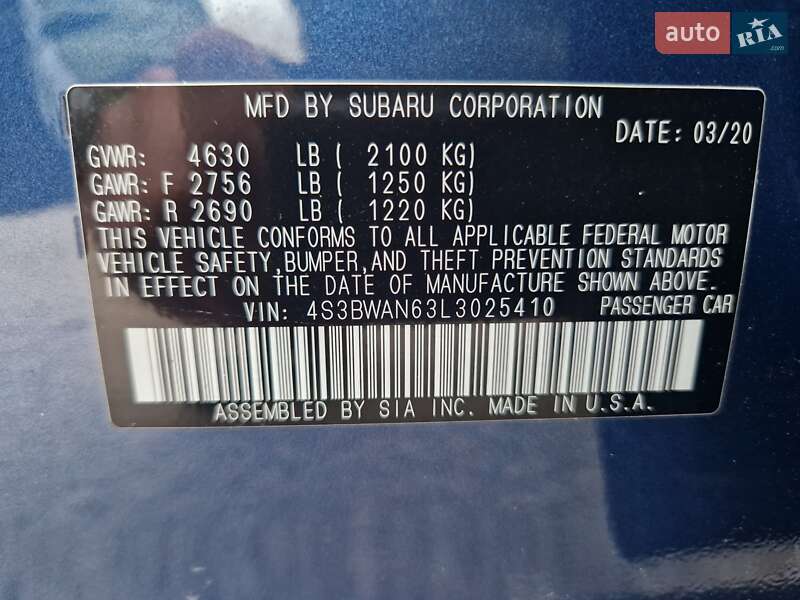 auto RIA.com
MFD BY SUBARU CORPORATION
DATE: 03/20
GVWR: 4630 LB ( 2100 KG)
GAWR: F 2756 LB ( 1250 KG)
GAWR: R 2690 LB ( 1220 KG)
THIS VEHICLE CONFORMS TO ALL APPLICABLE FEDERAL MOTOR
VEHICLE SAFETY,BUMPER,AND THEFT PREVENTION STANDARDS
IN EFFECT ON THE DATE OF MANUFACTURE SHOWN ABOVE.
VIN: 4S3BWAN63L3025410 PASSENGER CAR
ASSEMBLED BY SIA INC. MADE IN U.S.A.